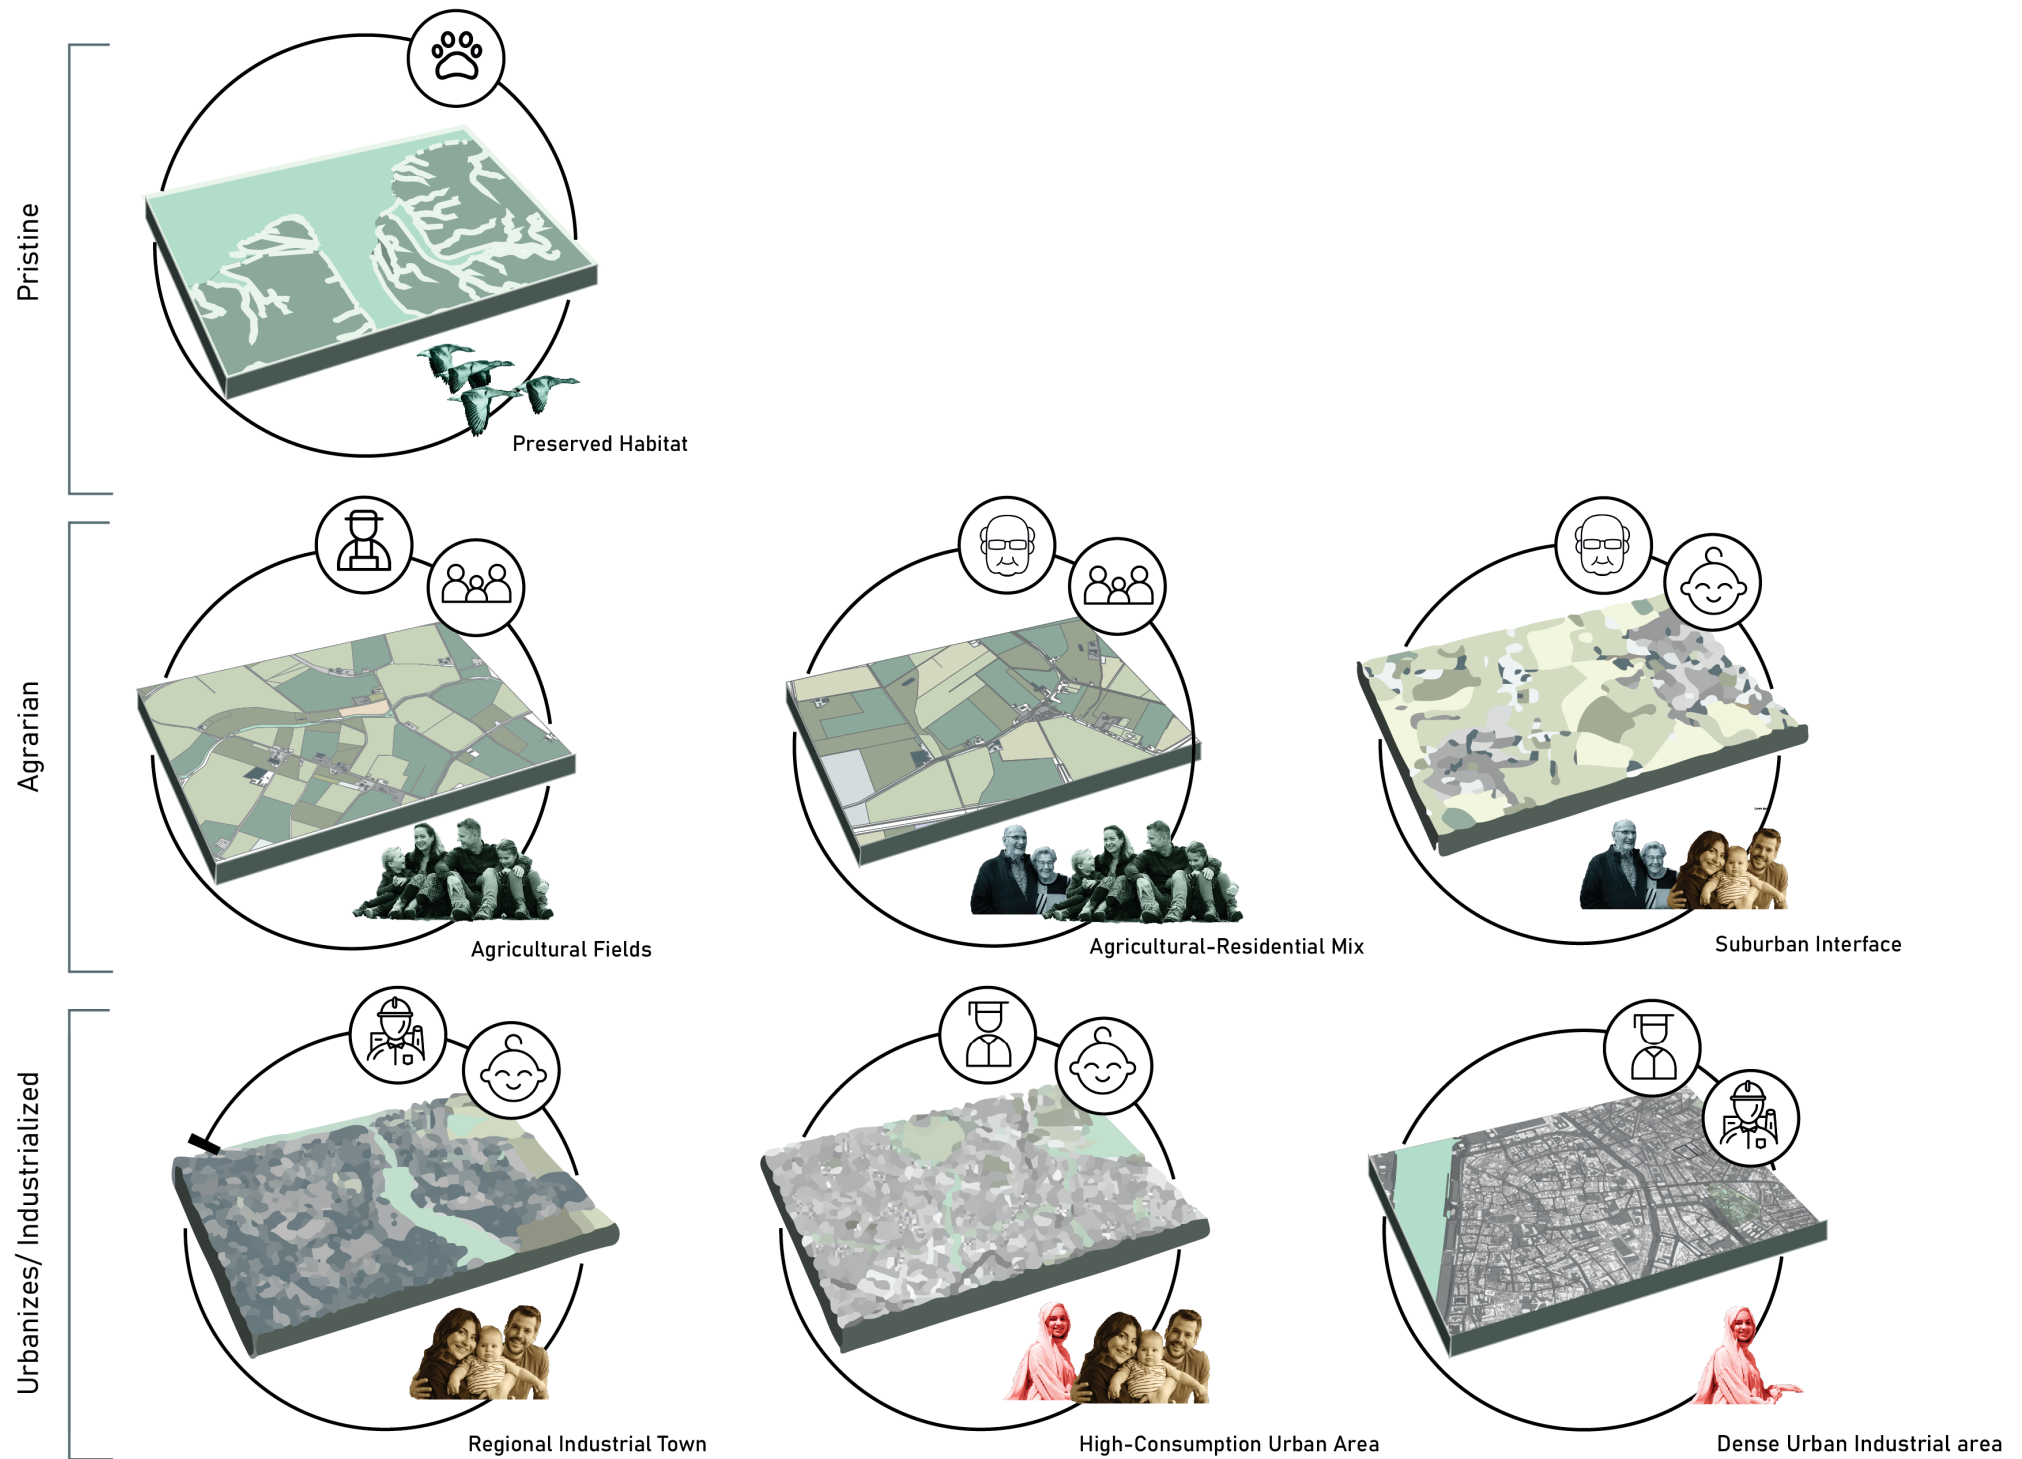 Pristine
Preserved Habitat
Agrarian
Agricultural Fields
Agricultural-Residential Mix
Suburban Interface
Urbanizes/ Industrialized
Regional Industrial Town
High-Consumption Urban Area
Dense Urban Industrial area